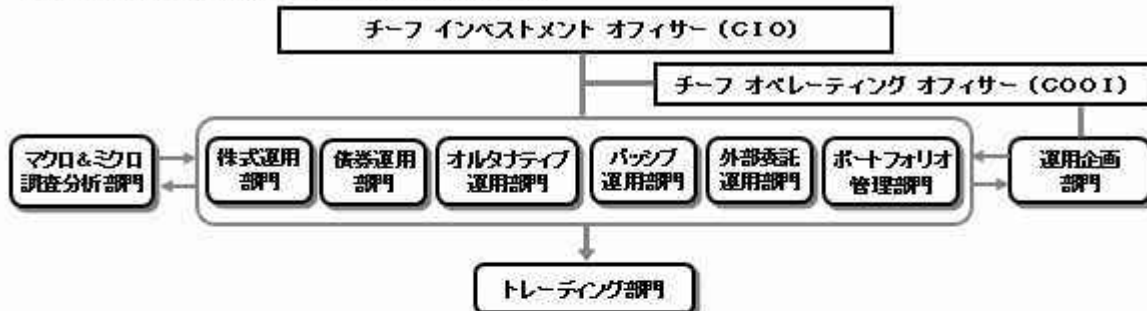 チーフ インベストメント オフィサー（CIO）
チーフ オペレーティング オフィサー（COOI）
マクロ＆ミクロ
調査分析部門
株式運用
部門
債券運用
部門
オルタナティブ
運用部門
パッシブ
運用部門
外部委託
運用部門
ポートフォリオ
管理部門
運用企画
部門
トレーディング部門